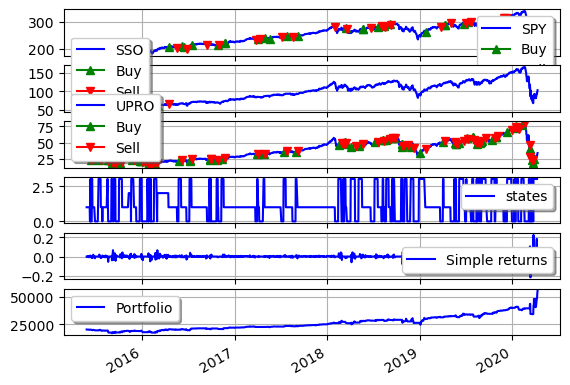 300
200
SPY
Buy
SSO
Buy
Sell
150
100
50
UPRO
Buy
Sell
75
50
25
2.5
0.0
states
0.2
0.0
−0.2
Simple returns
50000
25000
Portfolio
2016
2017
2018
2019
2020